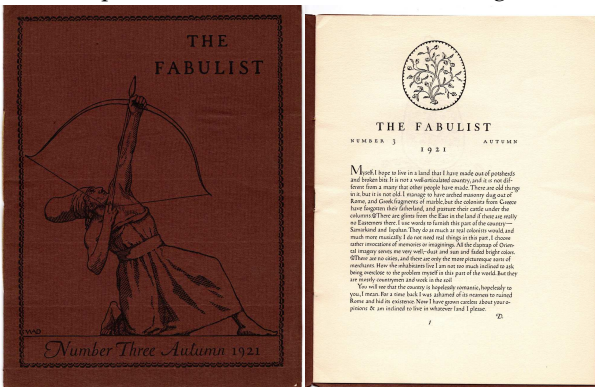 THE
FABULIST
WAD
Number Three Autumn 1921
THE FABULIST
NUMBER 3 AUTUMN
1921
Myself, I hope to live in a land that I have made out of potsherds
and broken bits. It is not a well-articulated country, and it is not dif-
ferent from a many that other people have made. There are old things
in it, but it is not old. I manage to have arched masonry dug out of
Rome, and Greek fragments of marble, but the colonists from Greece
have forgotten their fatherland, and pasture their cattle under the
columns. There are glints from the East in the land if there are really
no Easterners there. I use words to furnish this part of the country—
Samarkand and Ispahan. They do as much as real colonists would, and
much more musically. I do not need real things in this part, I choose
rather invocations of memories or imaginings. All the claptrap of Orien-
tal imagery serves me very well,—dust and sun and faded bright colors.
There are no cities, and there are only the more picturesque sorts of
merchants. How the inhabitants live I am not too much inclined to ask,
being overclose to the problem myself in this part of the world. But they
are mostly countrymen and work in the soil.
You will see that the country is hopelessly romantic, hopelessly to
you, I mean. For a time back I was ashamed of its nearness to ruined
Rome and hid its existence. Now I have grown careless about your o-
pinions & am inclined to live in whatever land I please.
D.
1